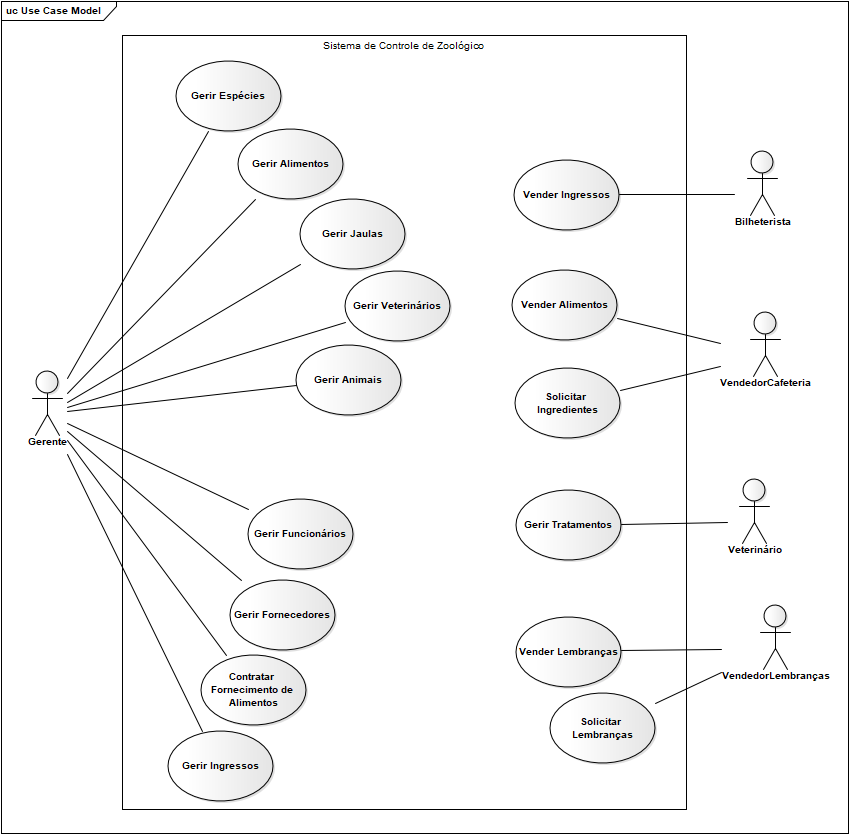 uc Use Case Model
Sistema de Controle de Zoológico
Gerir Espécies
Gerir Alimentos
Gerir Jaulas
Gerir Veterinários
Gerir Animais
Gerente
Gerir Funcionários
Gerir Fornecedores
Contratar
Fornecimento de
Alimentos
Gerir Ingressos
Vender Ingressos
Bilheterista
Vender Alimentos
VendedorCafeteria
Solicitar
Ingredientes
Gerir Tratamentos
Veterinário
Vender Lembranças
VendedorLembranças
Solicitar
Lembranças